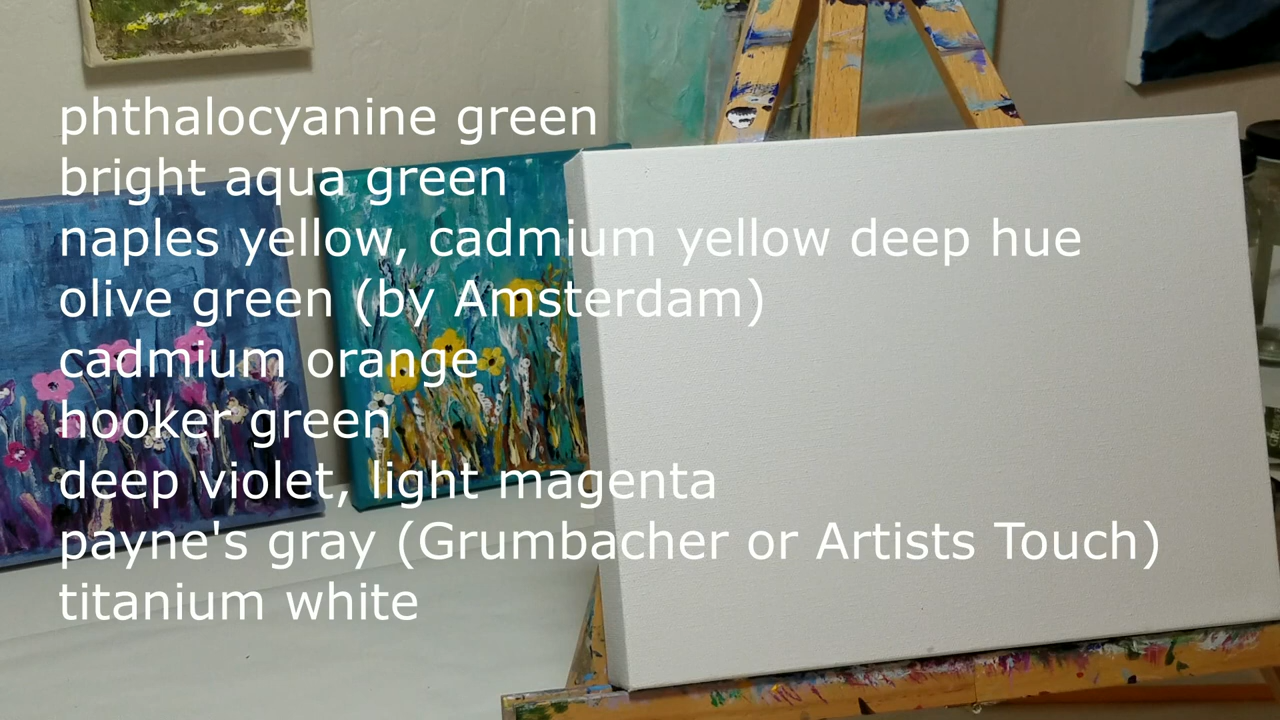 phthalocyanine green
bright aqua green
naples yellow, cadmium yellow deep hue
olive green (by Amsterdam)
cadmium orange
hooker green
deep violet, light magenta
payne's gray (Grumbacher or Artists Touch)
titanium white